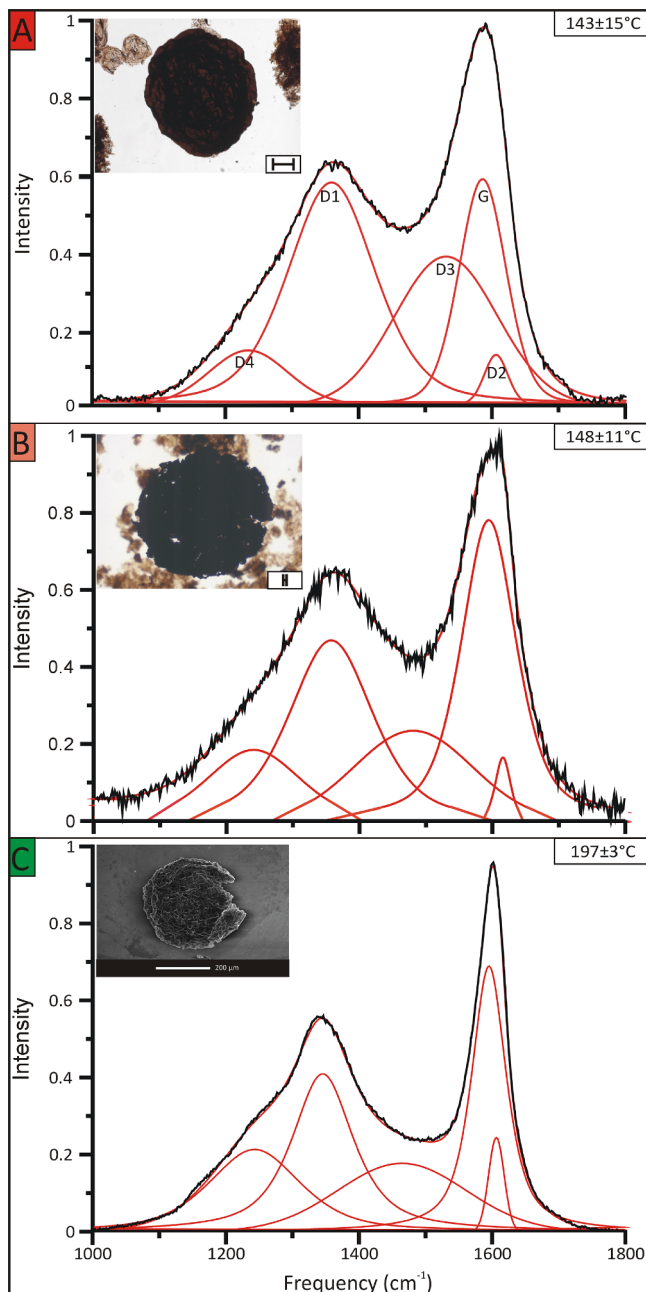 A
143±15°C
1
0.8
0.6
0.4
0.2
0
Intensity
D1
G
D3
D4
D2
B
148±11°C
1
0.8
0.6
0.4
0.2
0
Intensity
C
197±3°C
200 µm
1
0.8
0.6
0.4
0.2
0
Intensity
1000 1200 1400 1600 1800
Frequency (cm⁻¹)